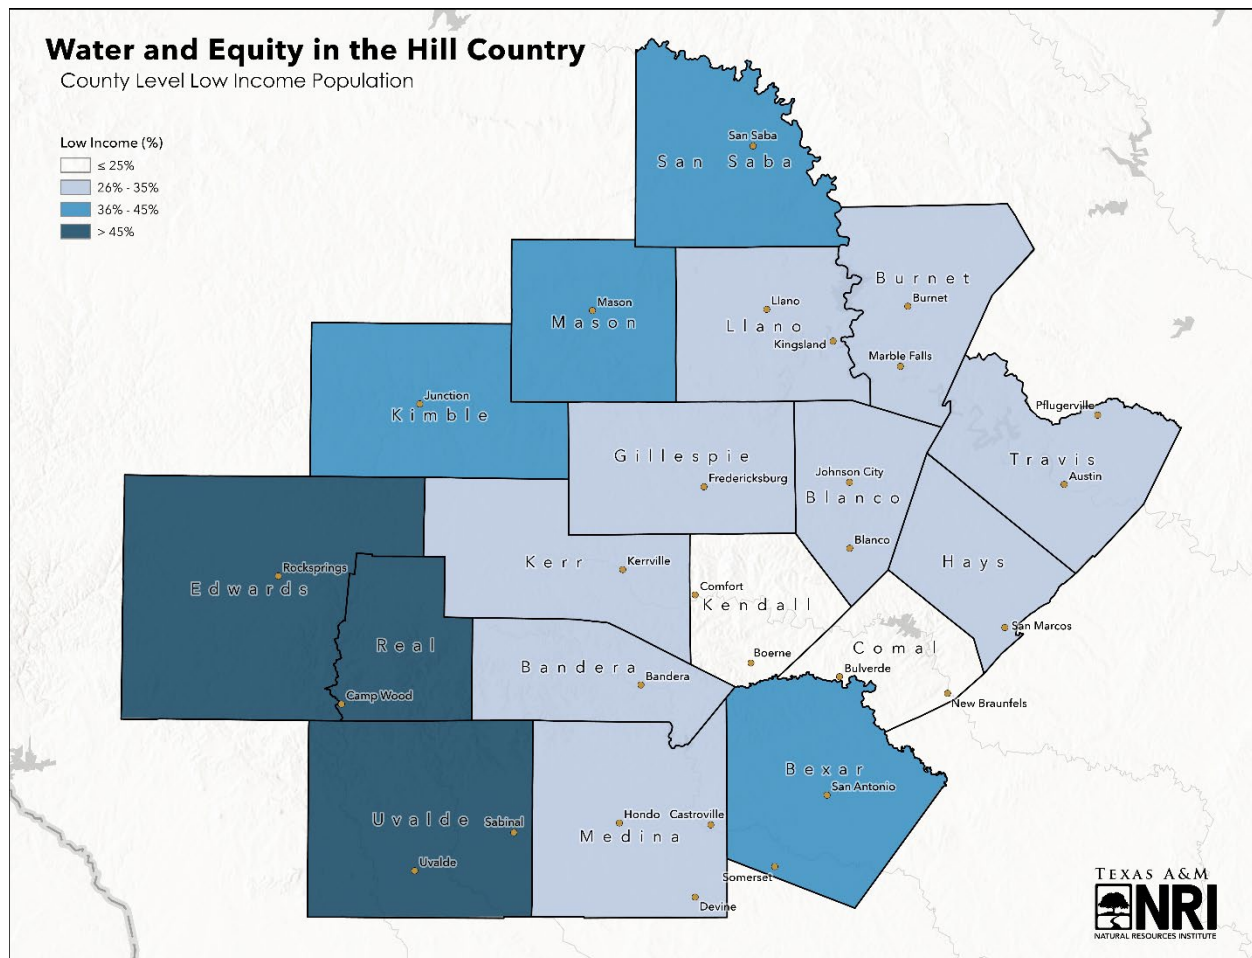 Water and Equity in the Hill Country
County Level Low Income Population
Low Income (%)
≤ 25%
26% - 35%
36% - 45%
> 45%
San Saba
San Saba
Burnet
Burnet
Mason
Mason
Llano
Llano
Kingsland
Marble Falls
Junction
Kimble
Pflugerville
Travis
Austin
Gillespie
Fredericksburg
Johnson City
Blanco
Blanco
Hays
San Marcos
Kerr
Kerrville
Rocksprings
Edwards
Comfort
Kendall
Boerne
Comal
Bulverde
New Braunfels
Real
Camp Wood
Bandera
Bandera
Bexar
San Antonio
Somerset
Uvalde
Sabinal
Uvalde
Hondo
Castroville
Medina
Devine
TEXAS A&M
NRI
NATURAL RESOURCES INSTITUTE